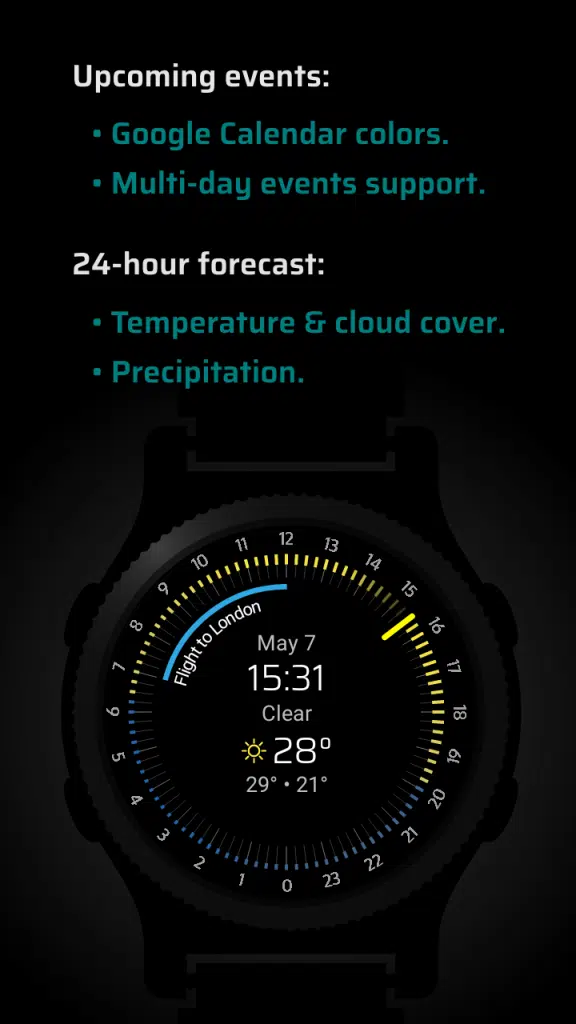 Upcoming events:
• Google Calendar colors.
• Multi-day events support.
24-hour forecast:
• Temperature & cloud cover.
• Precipitation.
12
13
14
15
16
17
18
19
20
21
22
23
0
1
2
3
4
5
6
7
8
9
10
11
Flight to London
May 7
15:31
Clear
28°
29° • 21°